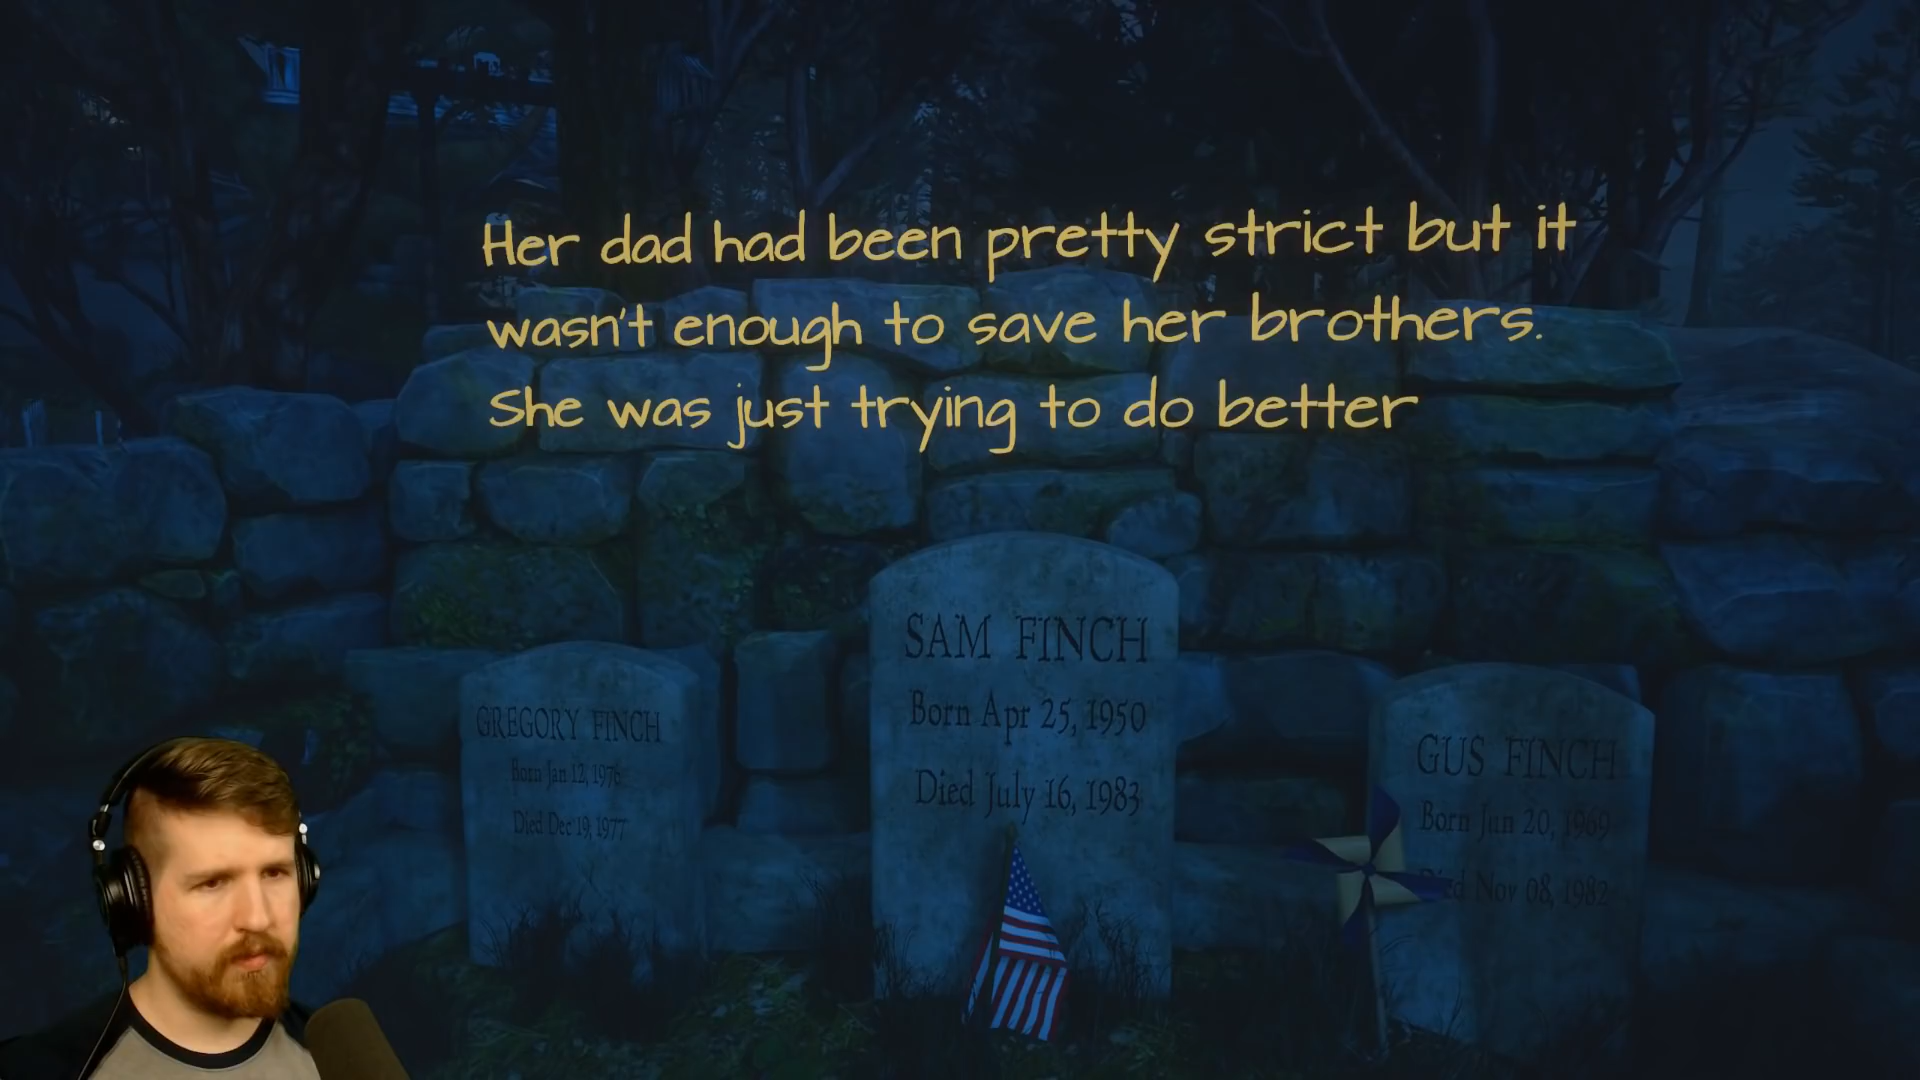 Her dad had been pretty strict but it
wasn't enough to save her brothers.
She was just trying to do better
SAM FINCH
Born Apr 25, 1950
Died July 16, 1983
GREGORY FINCH
Born Jan 12, 1976
Died Dec 19, 1977
GUS FINCH
Born Jun 20, 1969
Died Nov 08, 1982